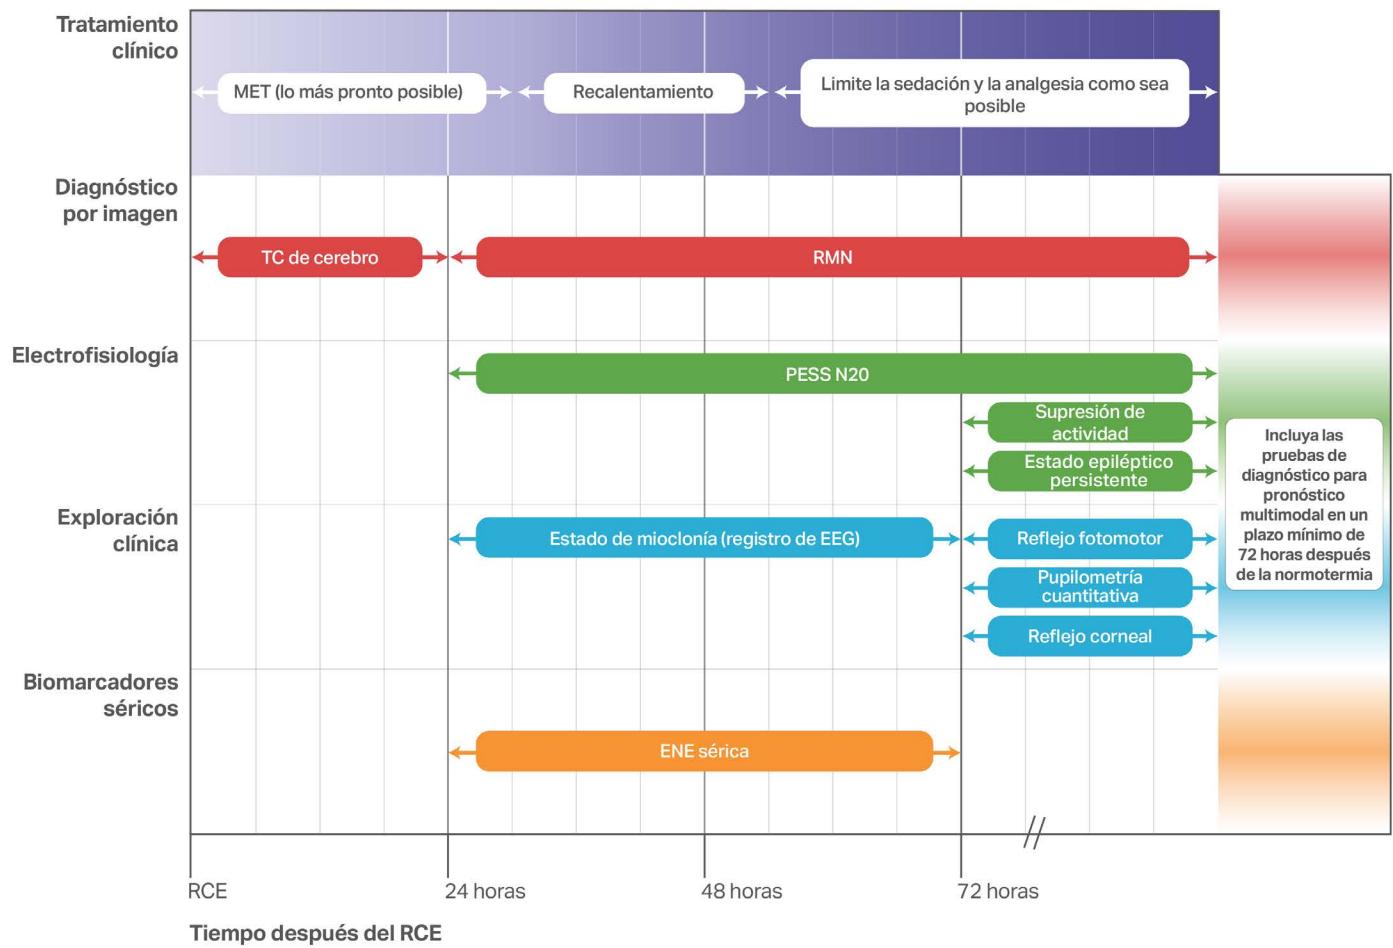 Tratamiento
clínico
MET (lo más pronto posible)
Recalentamiento
Limite la sedación y la analgesia como sea
posible
Diagnóstico
por imagen
TC de cerebro
RMN
Electrofisiología
PESS N20
Supresión de
actividad
Estado epiléptico
persistente
Incluya las
pruebas de
diagnóstico para
pronóstico
multimodal en un
plazo mínimo de
72 horas después
de la normotermia
Exploración
clínica
Estado de mioclonía (registro de EEG)
Reflejo fotomotor
Pupilometría
cuantitativa
Reflejo corneal
Biomarcadores
séricos
ENE sérica
RCE
24 horas
48 horas
72 horas
Tiempo después del RCE